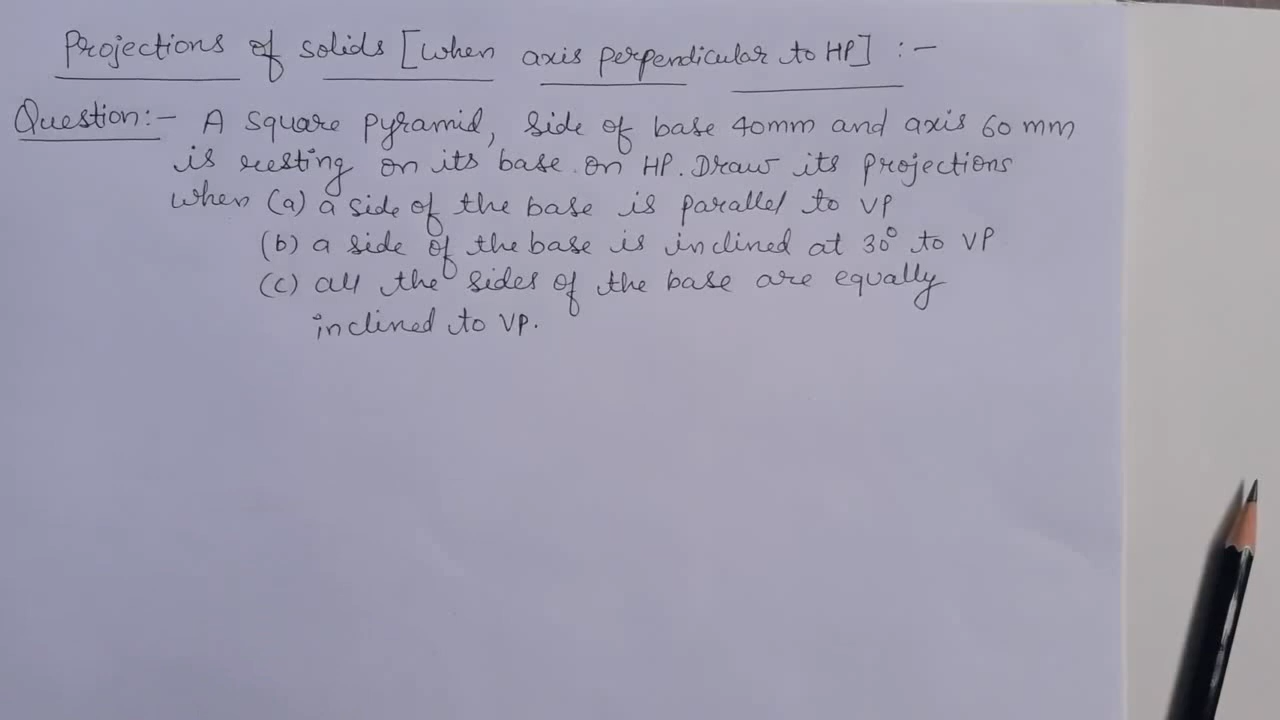 Projections of solids [when axis perpendicular to HP] :-
Question:- A square pyramid, side of base 40mm and axis 60 mm
is resting on its base on HP. Draw its projections
when (a) a side of the base is parallel to VP
(b) a side of the base is inclined at 30° to VP
(c) all the sides of the base are equally
inclined to VP.